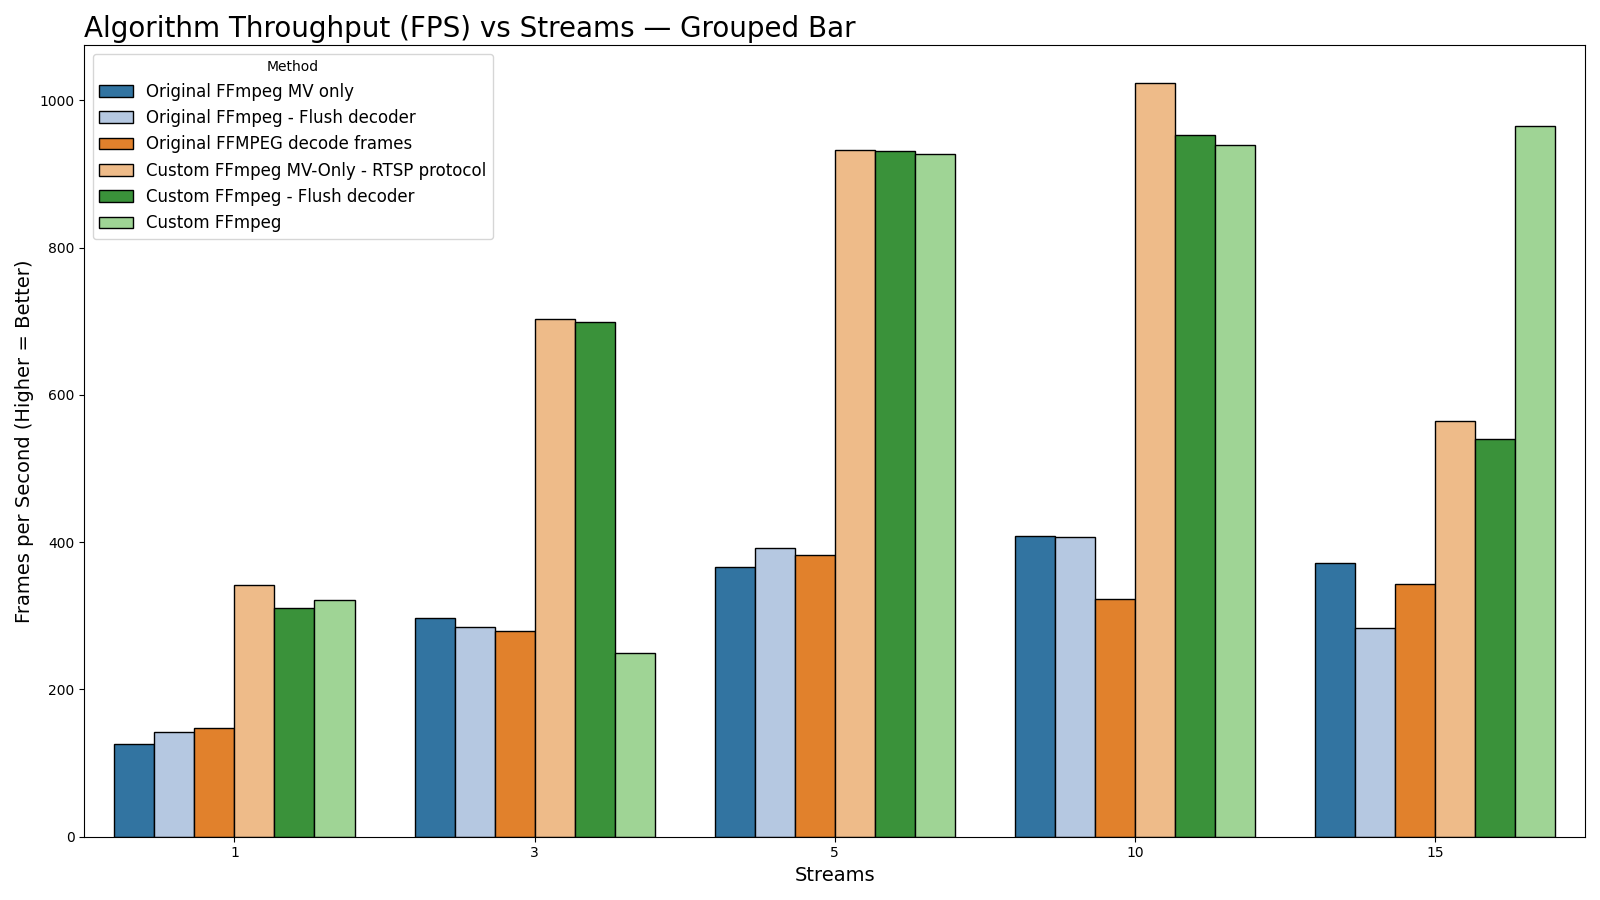 Algorithm Throughput (FPS) vs Streams — Grouped Bar
Method
Original FFmpeg MV only
Original FFmpeg - Flush decoder
Original FFMPEG decode frames
Custom FFmpeg MV-Only - RTSP protocol
Custom FFmpeg - Flush decoder
Custom FFmpeg
Frames per Second (Higher = Better)
1000
800
600
400
200
0
1 3 5 10 15
Streams